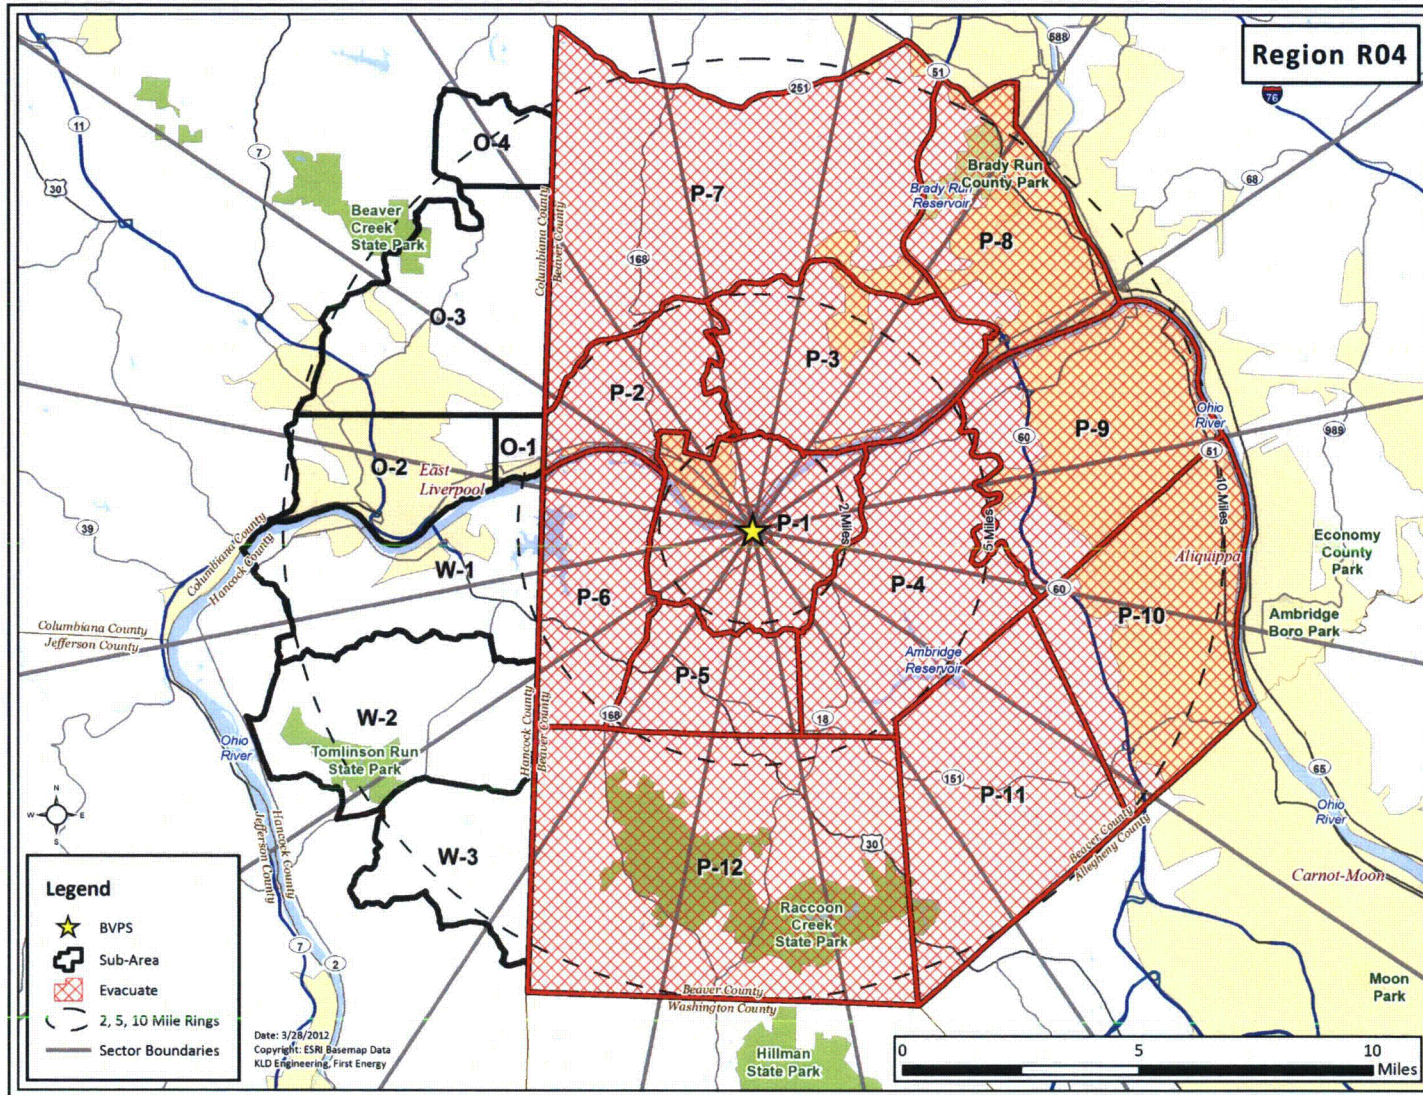 Region R04
588
51
251
76
11
7
30
68
O-4
Brady Run
County Park
Brady Run
Reservoir
P-7
Beaver
Creek
State Park
Columbiana County
Beaver County
168
P-8
O-3
P-3
P-2
Ohio
River
P-9
60
989
51
O-1
O-2
East
Liverpool
10 Miles
2 Miles
5 Miles
P-1
39
Columbiana County
Hancock County
Economy
County
Park
Aliquippa
W-1
P-4
P-6
60
P-10
Ambridge
Boro Park
Columbiana County
Jefferson County
Ambridge
Reservoir
P-5
Hancock County
Beaver County
168
18
W-2
Ohio
River
Tomlinson Run
State Park
65
151
P-11
N
W
E
S
Ohio
River
Hancock County
Jefferson County
Beaver County
Allegheny County
30
W-3
P-12
Carnot-Moon
Raccoon
Creek
State Park
7
2
Moon
Park
Beaver County
Washington County
Hillman
State Park
Legend
BVPS
Sub-Area
Evacuate
2, 5, 10 Mile Rings
Sector Boundaries
Date: 3/28/2012
Copyright: ESRI Basemap Data
KLD Engineering, First Energy
0
5
10
Miles